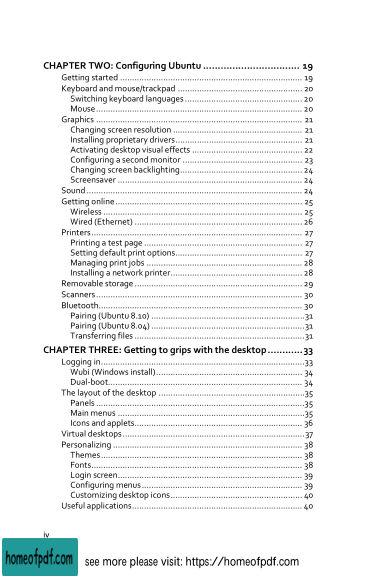 CHAPTER TWO: Configuring Ubuntu ................................ 19
Getting started ........................................................................ 19
Keyboard and mouse/trackpad ................................................. 20
Switching keyboard languages .............................................. 20
Mouse ................................................................................. 20
Graphics ................................................................................. 21
Changing screen resolution .................................................. 21
Installing proprietary drivers ................................................. 21
Activating desktop visual effects ........................................... 22
Configuring a second monitor ............................................... 23
Changing screen backlighting ............................................... 24
Screensaver ......................................................................... 24
Sound ..................................................................................... 24
Getting online .......................................................................... 25
Wireless ............................................................................... 25
Wired (Ethernet) .................................................................. 26
Printers ................................................................................... 27
Printing a test page .............................................................. 27
Setting default print options ................................................. 27
Managing print jobs ............................................................. 28
Installing a network printer ................................................... 28
Removable storage .................................................................. 29
Scanners ................................................................................. 30
Bluetooth ................................................................................ 30
Pairing (Ubuntu 8.10) ........................................................... 31
Pairing (Ubuntu 8.04) ........................................................... 31
Transferring files .................................................................. 31
CHAPTER THREE: Getting to grips with the desktop ............ 33
Logging in ............................................................................... 33
Wubi (Windows install) ......................................................... 34
Dual-boot ............................................................................. 34
The layout of the desktop ......................................................... 35
Panels .................................................................................. 35
Main menus ......................................................................... 35
Icons and applets ................................................................. 36
Virtual desktops ....................................................................... 37
Personalizing ........................................................................... 38
Themes ................................................................................ 38
Fonts .................................................................................... 38
Login screen ......................................................................... 39
Configuring menus ............................................................... 39
Customizing desktop icons ................................................... 40
Useful applications ................................................................... 40
iv
homeofpdf.com
see more please visit: https://homeofpdf.com